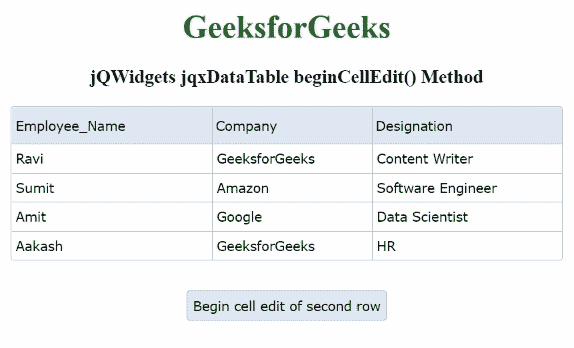 GeeksforGeeks
jQWidgets jqxDataTable beginCellEdit() Method
Employee_Name Company Designation
Ravi GeeksforGeeks Content Writer
Sumit Amazon Software Engineer
Amit Google Data Scientist
Aakash GeeksforGeeks HR
Begin cell edit of second row